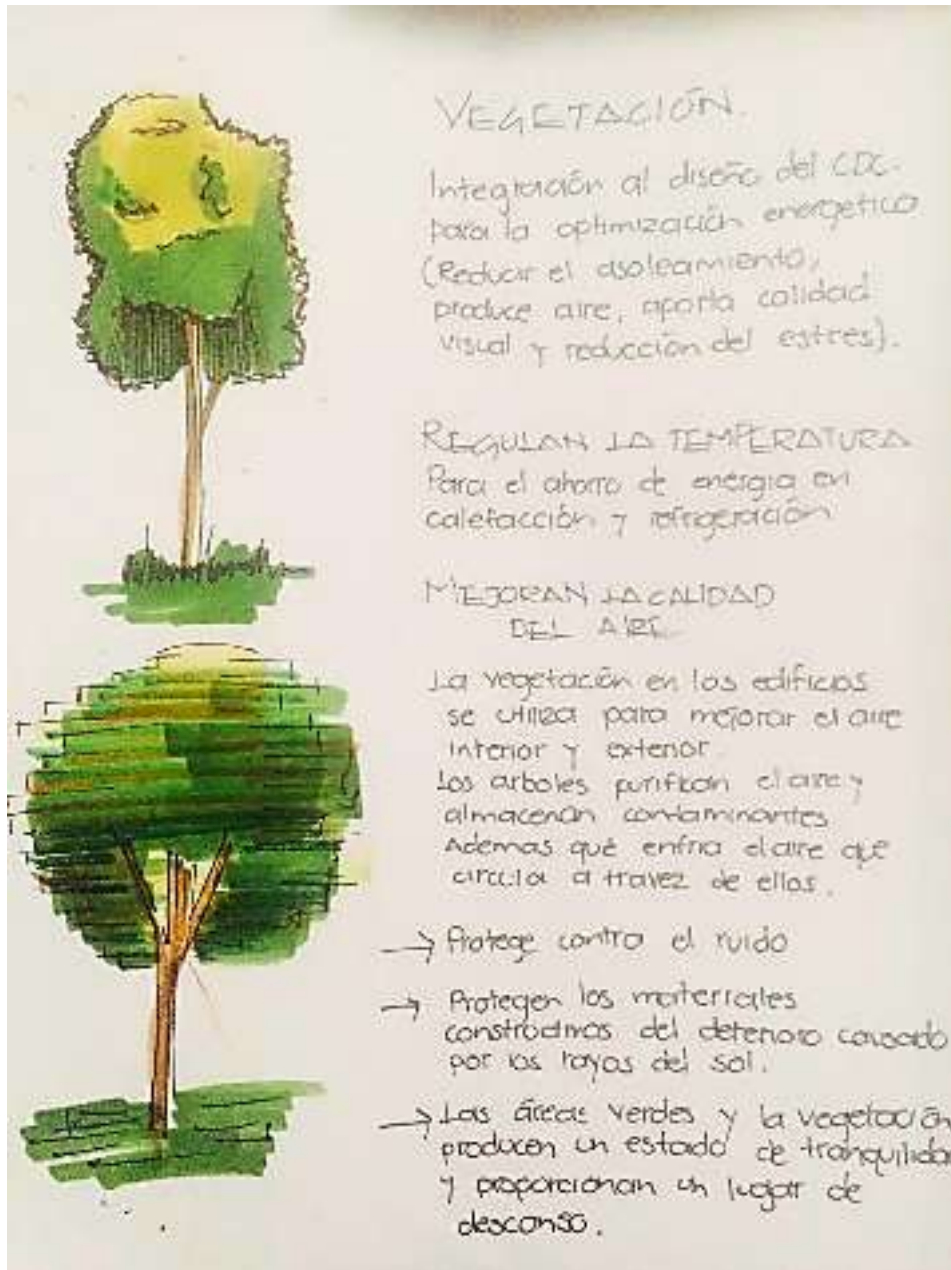 VEGETACIÓN.
Integración al diseño del CDC.
para la optimización energetica
(Reducir el asoleamiento,
produce aire, aporta calidad
visual y reducción del estres).
REGULAN LA TEMPERATURA
Para el ahorro de energia en
calefacción y refrigeración
MEJORAN LA CALIDAD
DEL AIRE
La vegetación en los edificios
se utiliza para mejorar el aire
interior y exterior.
Los arboles purifican el aire y
almacenan contaminantes
Ademas qué enfria el aire que
circula a travez de ellos.
→ Protege contra el ruido
→ Protegen los materiales
constructivos del deterioro causado
por los rayos del sol.
→ Las áreas verdes y la vegetación
producen un estado de tranquilidad
y proporcionan un lugar de
descanso.